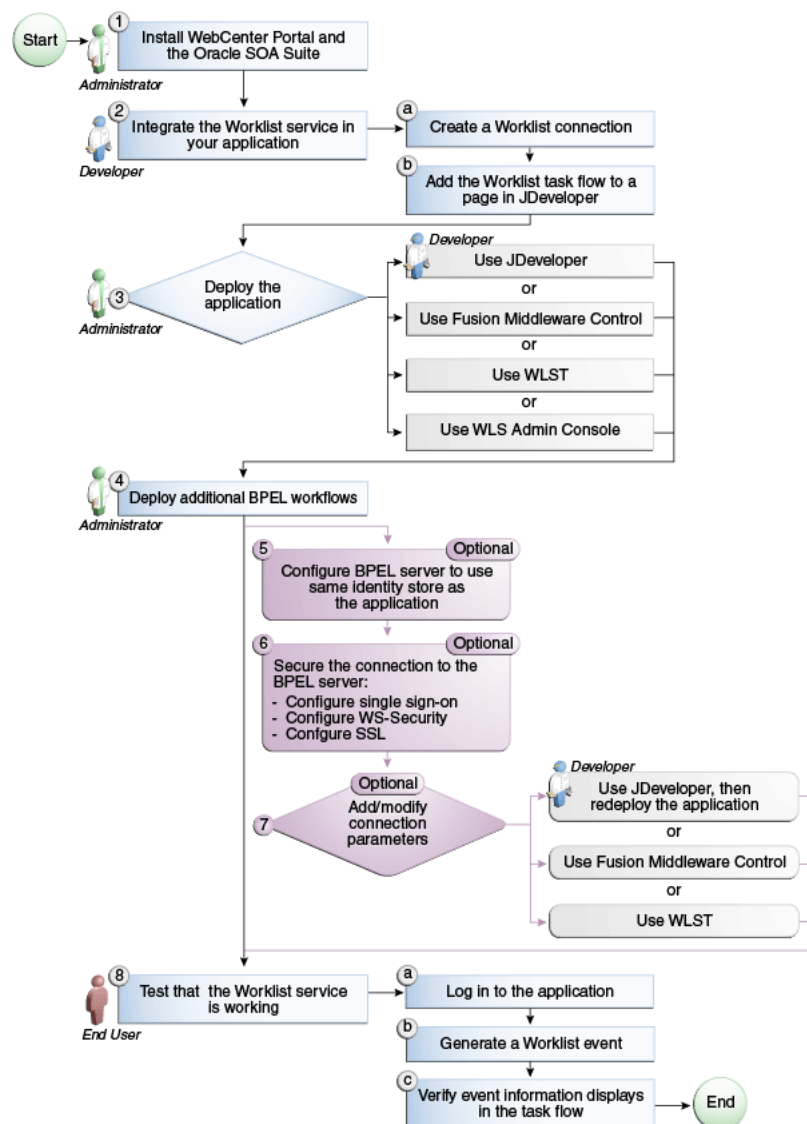 Start
1
Install WebCenter Portal and
the Oracle SOA Suite
Administrator
2
Integrate the Worklist service in
your application
Developer
a
Create a Worklist connection
b
Add the Worklist task flow to a
page in JDeveloper
3
Deploy the
application
Administrator
Developer
Use JDeveloper
or
Use Fusion Middleware Control
or
Use WLST
or
Use WLS Admin Console
4
Deploy additional BPEL workflows
Administrator
5
Optional
Configure BPEL server to use
same identity store as
the application
6
Optional
Secure the connection to the
BPEL server:
- Configure single sign-on
- Configure WS-Security
- Confgure SSL
Optional
7
Add/modify
connection
parameters
Developer
Use JDeveloper, then
redeploy the application
or
Use Fusion Middleware Control
or
Use WLST
8
Test that the Worklist service
is working
End User
a
Log in to the application
b
Generate a Worklist event
c
Verify event information displays
in the task flow
End